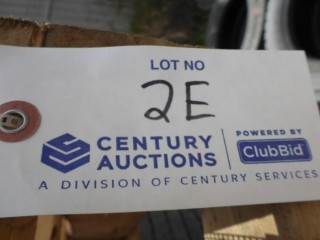 LOT NO
2E
CENTURY AUCTIONS
POWERED BY
ClubBid
A DIVISION OF CENTURY SERVICES